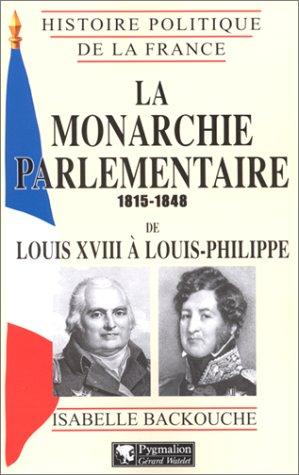 HISTOIRE POLITIQUE
DE LA FRANCE
LA
MONARCHIE
PARLEMENTAIRE
1815-1848
DE
LOUIS XVIII À LOUIS-PHILIPPE
ISABELLE BACKOUCHE
Pygmalion
Gérard Watelet